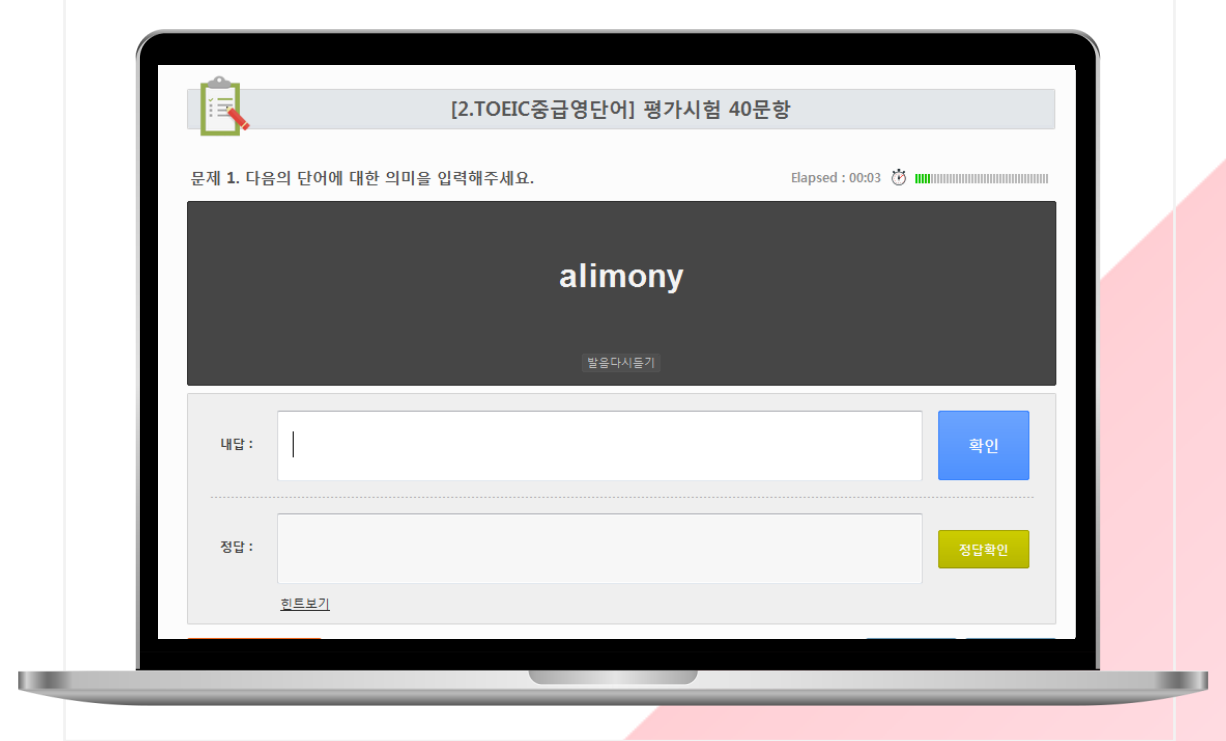 [2.TOEIC중급영단어] 평가시험 40문항
문제 1. 다음의 단어에 대한 의미을 입력해주세요.
Elapsed : 00:03
alimony
발음다시듣기
내답 :
확인
정답 :
정답확인
힌트보기